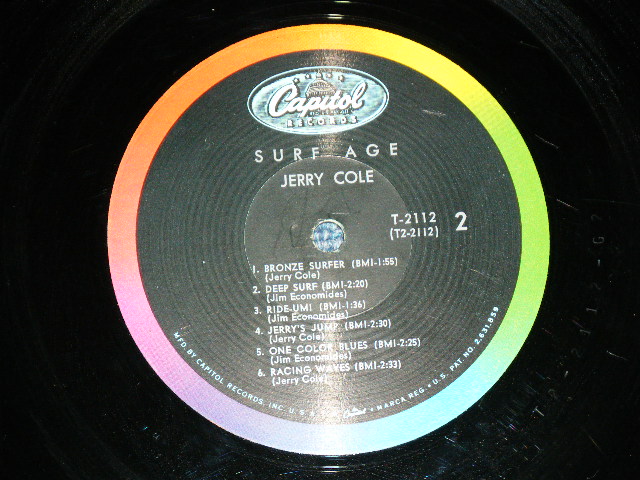 Capitol
RECORDS
SURF AGE
JERRY COLE
T-2112
(T2-2112)
2
1. BRONZE SURFER (BMI-1:55)
(Jerry Cole)
2. DEEP SURF (BMI-2:20)
(Jim Economides)
3. RIDE-UM! (BMI-1:36)
(Jim Economides)
4. JERRY'S JUMP (BMI-2:30)
(Jerry Cole)
5. ONE COLOR BLUES (BMI-2:25)
(Jim Economides)
6. RACING WAVES (BMI-2:33)
(Jerry Cole)
MFD. BY CAPITOL RECORDS, INC. U.S.A. Capitol • MARCA REG. • U.S. PAT. NO. 2,631,859